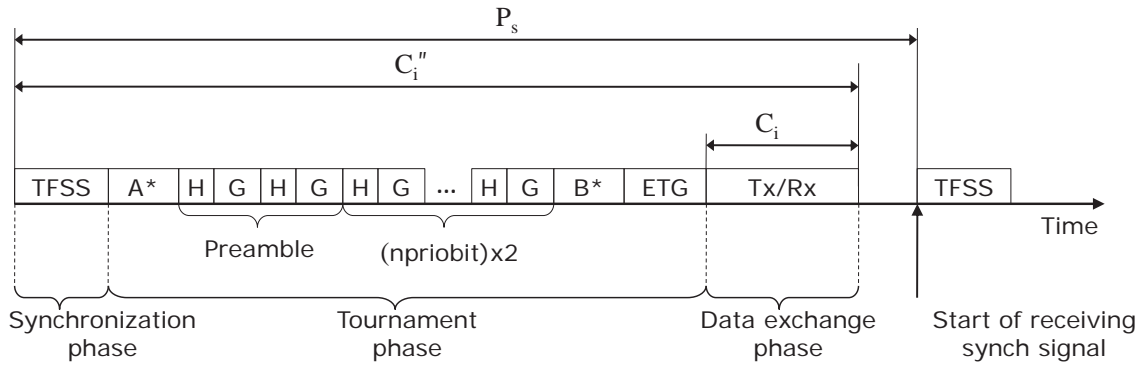 Ps
Ci″
Ci
TFSS A* H G H G H G ... H G B* ETG Tx/Rx TFSS
Time
Preamble (npriobit)x2
Synchronization phase
Tournament phase
Data exchange phase
Start of receiving synch signal